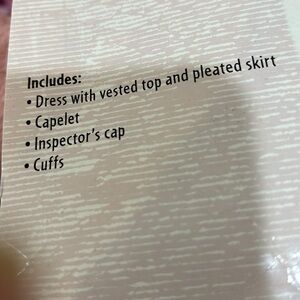 Includes:
• Dress with vested top and pleated skirt
• Capelet
• Inspector's cap
• Cuffs